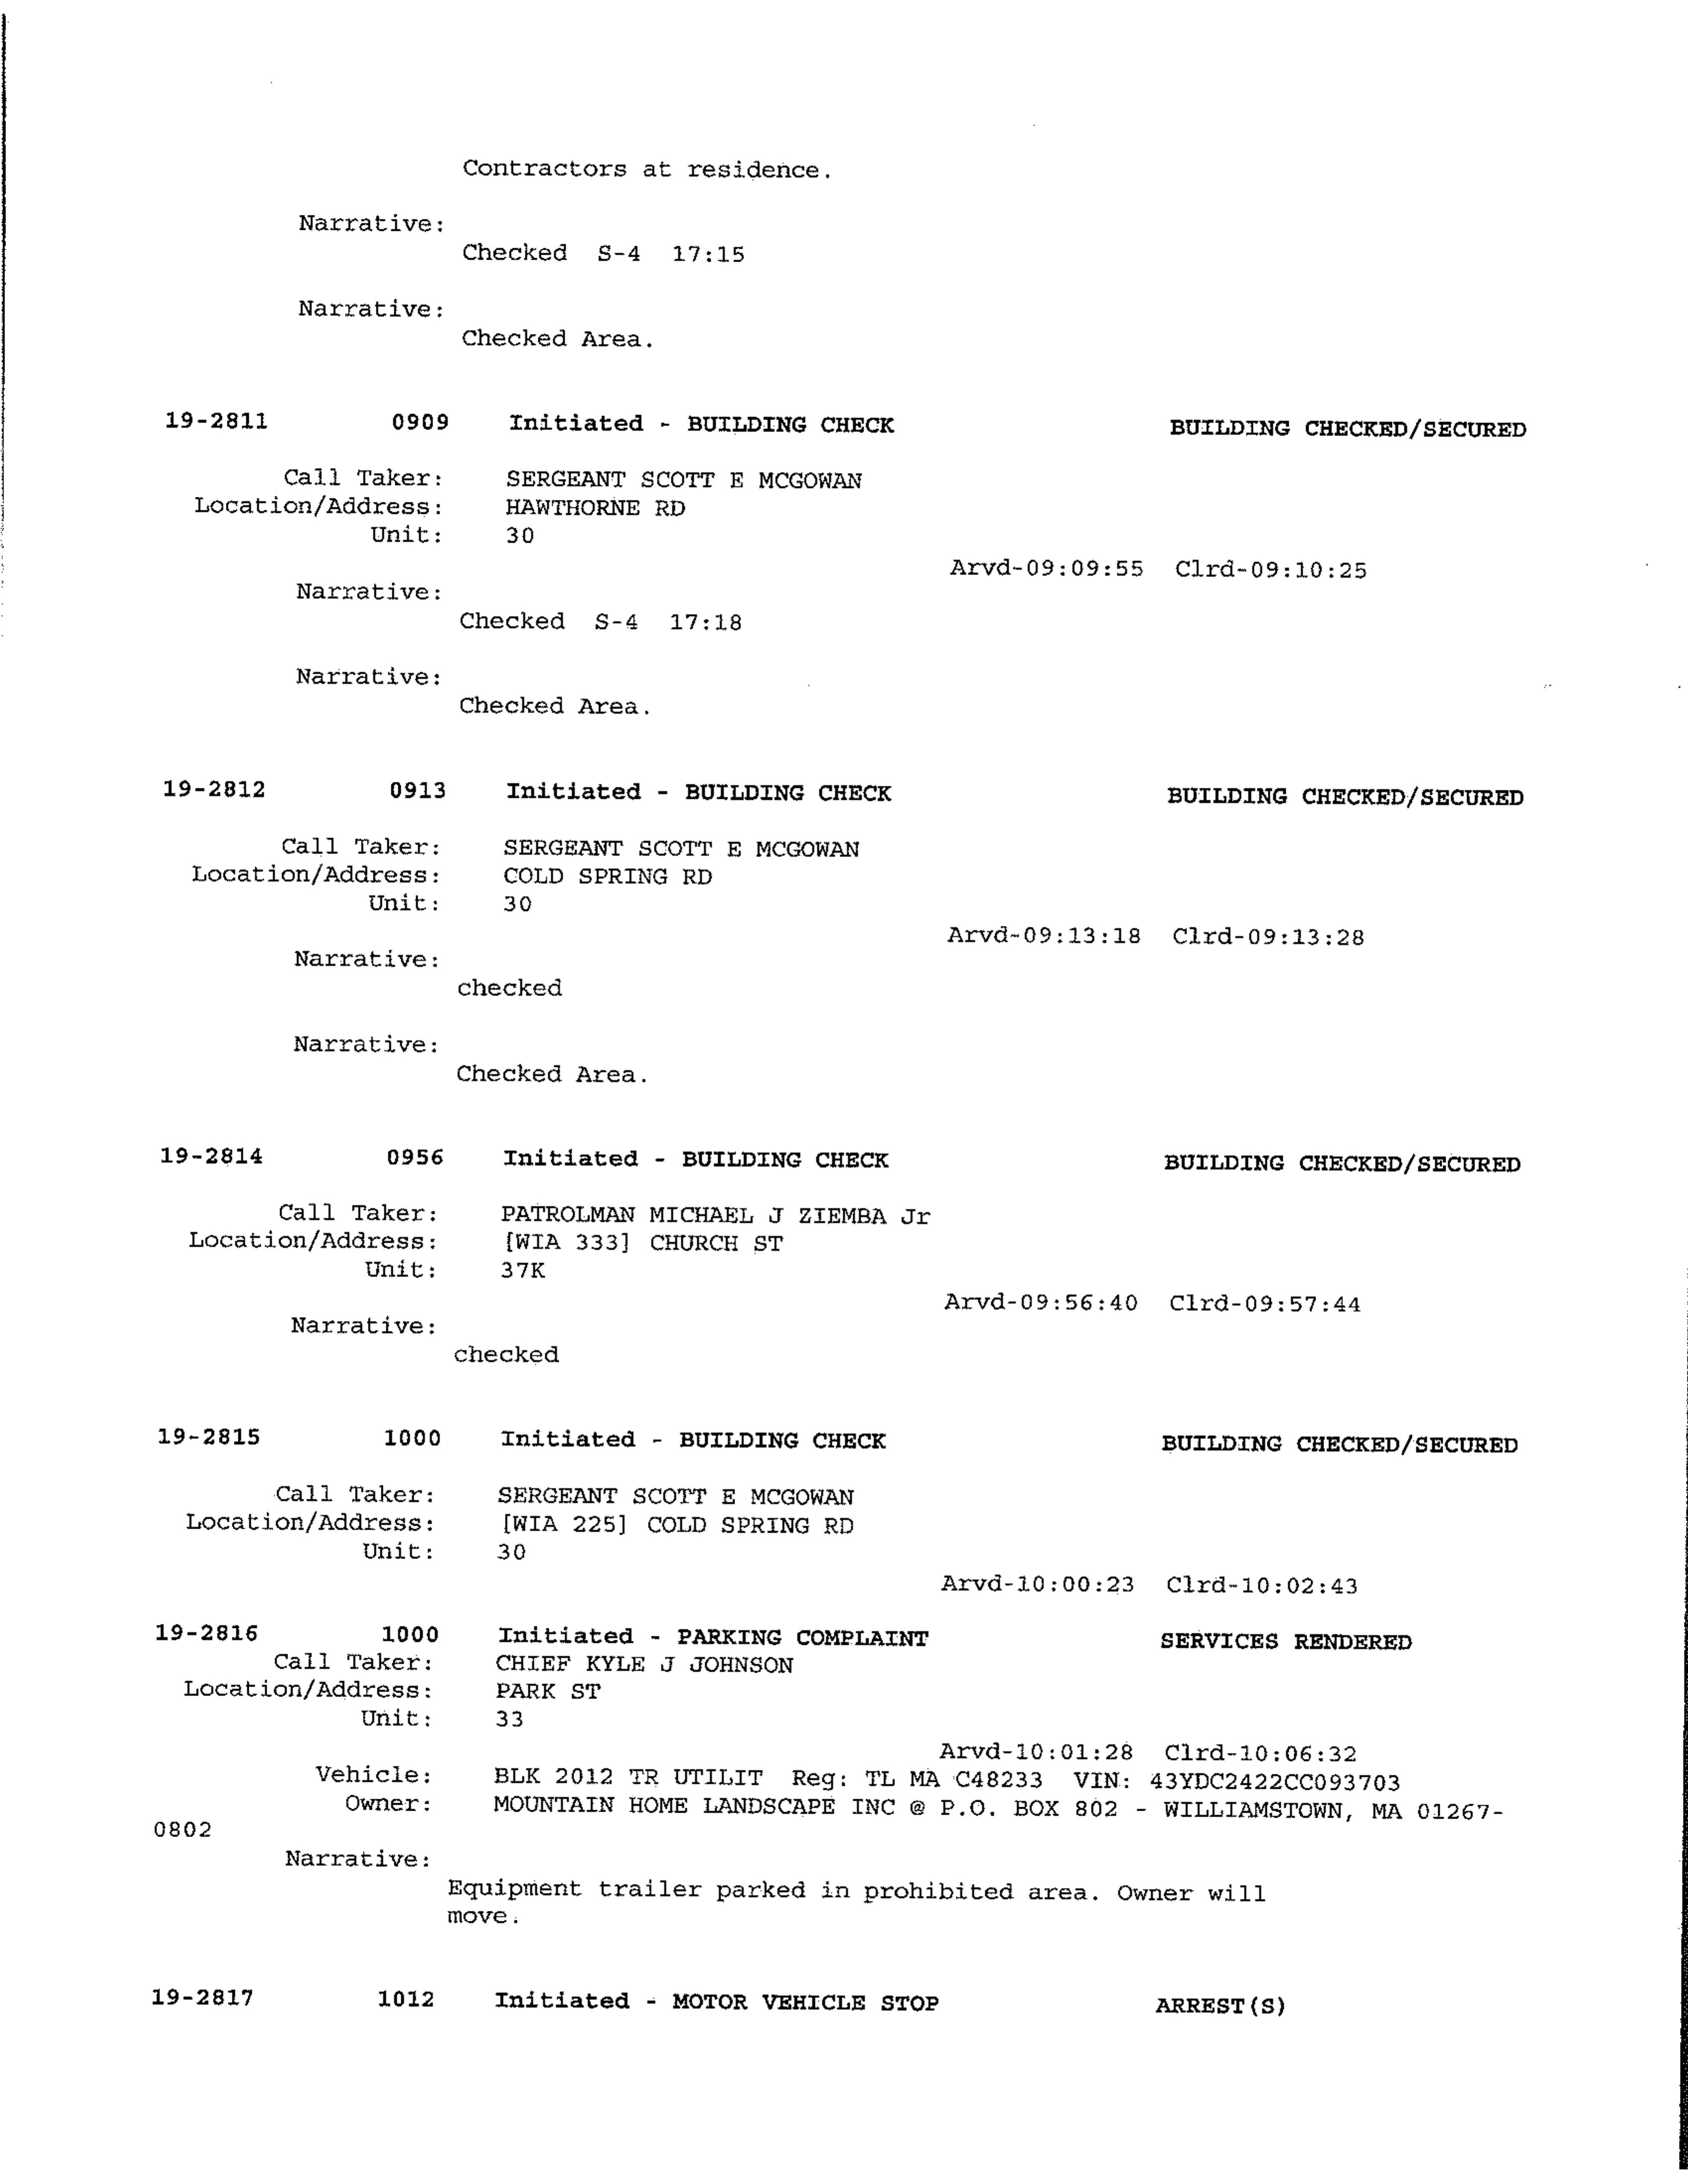 Contractors at residence.
Narrative:
Checked S-4 17:15
Narrative:
Checked Area.
19-2811 0909 Initiated - BUILDING CHECK BUILDING CHECKED/SECURED
Call Taker: SERGEANT SCOTT E MCGOWAN
Location/Address: HAWTHORNE RD
Unit: 30
Arvd-09:09:55 Clrd-09:10:25
Narrative:
Checked S-4 17:18
Narrative:
Checked Area.
19-2812 0913 Initiated - BUILDING CHECK BUILDING CHECKED/SECURED
Call Taker: SERGEANT SCOTT E MCGOWAN
Location/Address: COLD SPRING RD
Unit: 30
Arvd-09:13:18 Clrd-09:13:28
Narrative:
checked
Narrative:
Checked Area.
19-2814 0956 Initiated - BUILDING CHECK BUILDING CHECKED/SECURED
Call Taker: PATROLMAN MICHAEL J ZIEMBA Jr
Location/Address: [WIA 333] CHURCH ST
Unit: 37K
Arvd-09:56:40 Clrd-09:57:44
Narrative:
checked
19-2815 1000 Initiated - BUILDING CHECK BUILDING CHECKED/SECURED
Call Taker: SERGEANT SCOTT E MCGOWAN
Location/Address: [WIA 225] COLD SPRING RD
Unit: 30
Arvd-10:00:23 Clrd-10:02:43
19-2816 1000 Initiated - PARKING COMPLAINT SERVICES RENDERED
Call Taker: CHIEF KYLE J JOHNSON
Location/Address: PARK ST
Unit: 33
Arvd-10:01:28 Clrd-10:06:32
Vehicle: BLK 2012 TR UTILIT Reg: TL MA C48233 VIN: 43YDC2422CC093703
Owner: MOUNTAIN HOME LANDSCAPE INC @ P.O. BOX 802 - WILLIAMSTOWN, MA 01267-
0802
Narrative:
Equipment trailer parked in prohibited area. Owner will
move.
19-2817 1012 Initiated - MOTOR VEHICLE STOP ARREST(S)